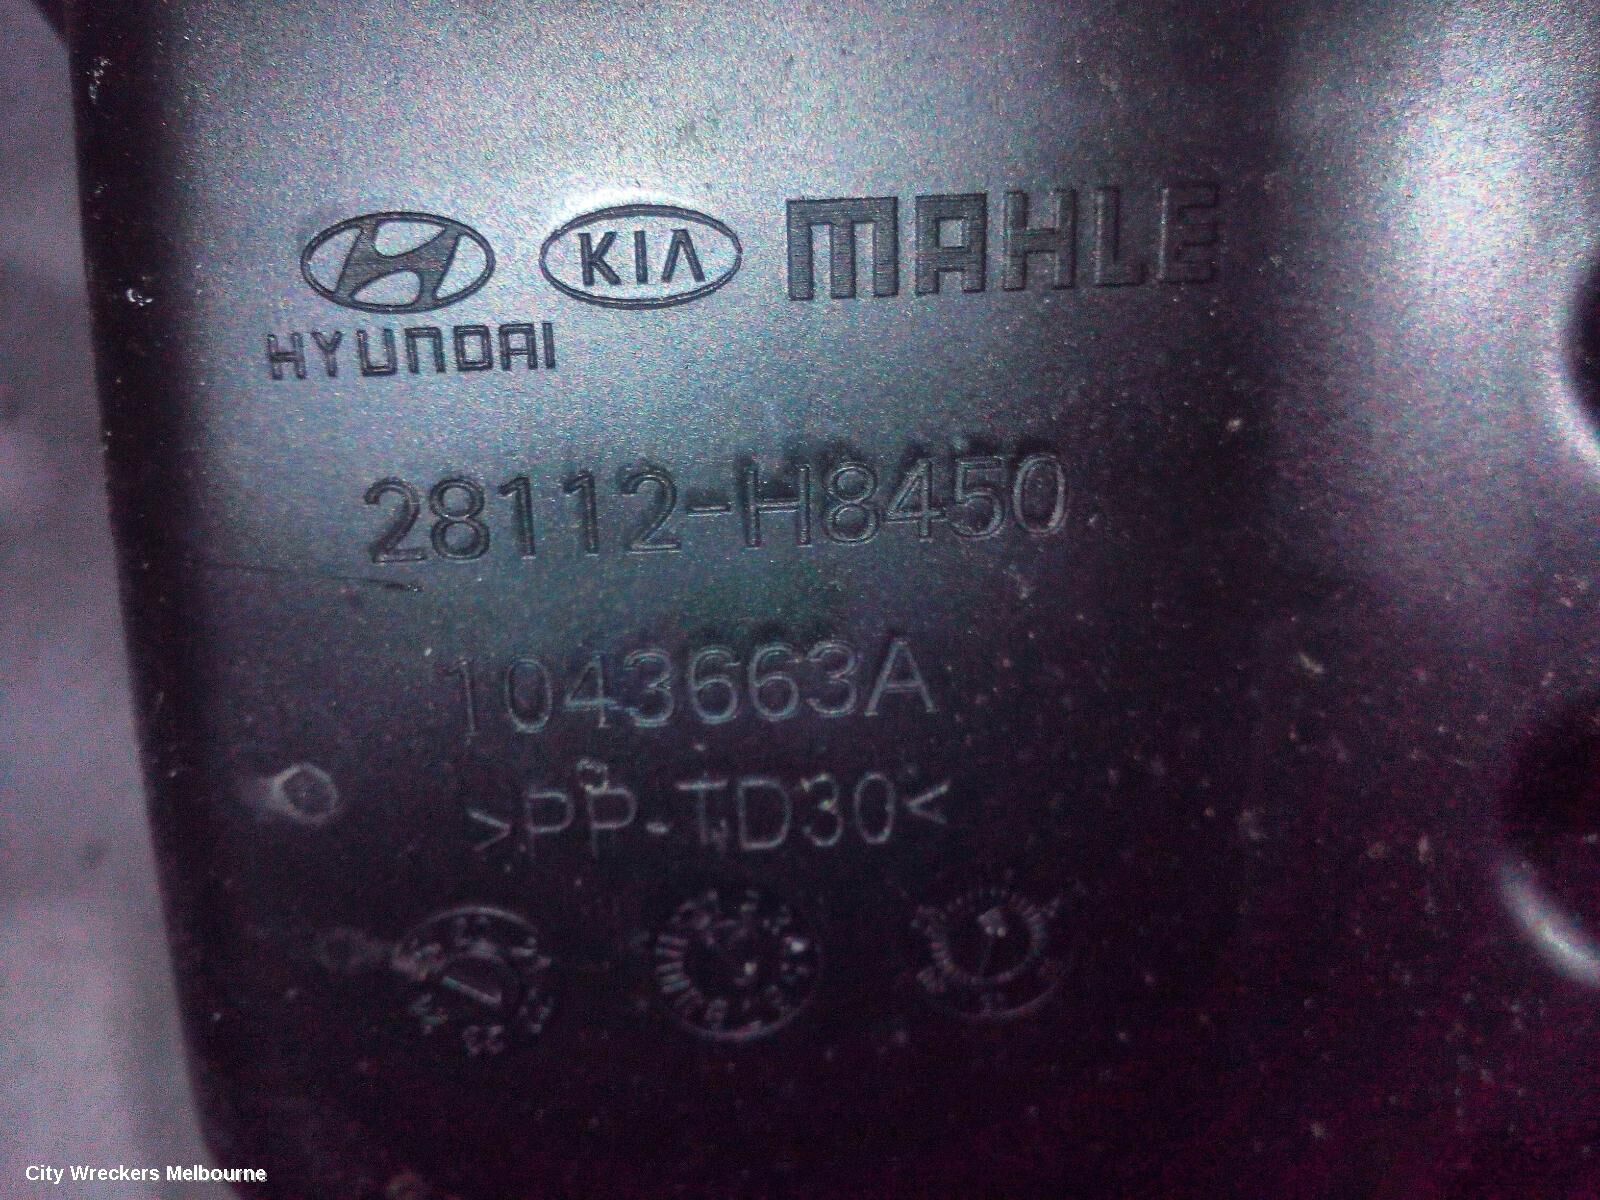 KIA MAHLE
HYUNDAI
28112-H8450
1043663A
>PP-TD30<
City Wreckers Melbourne